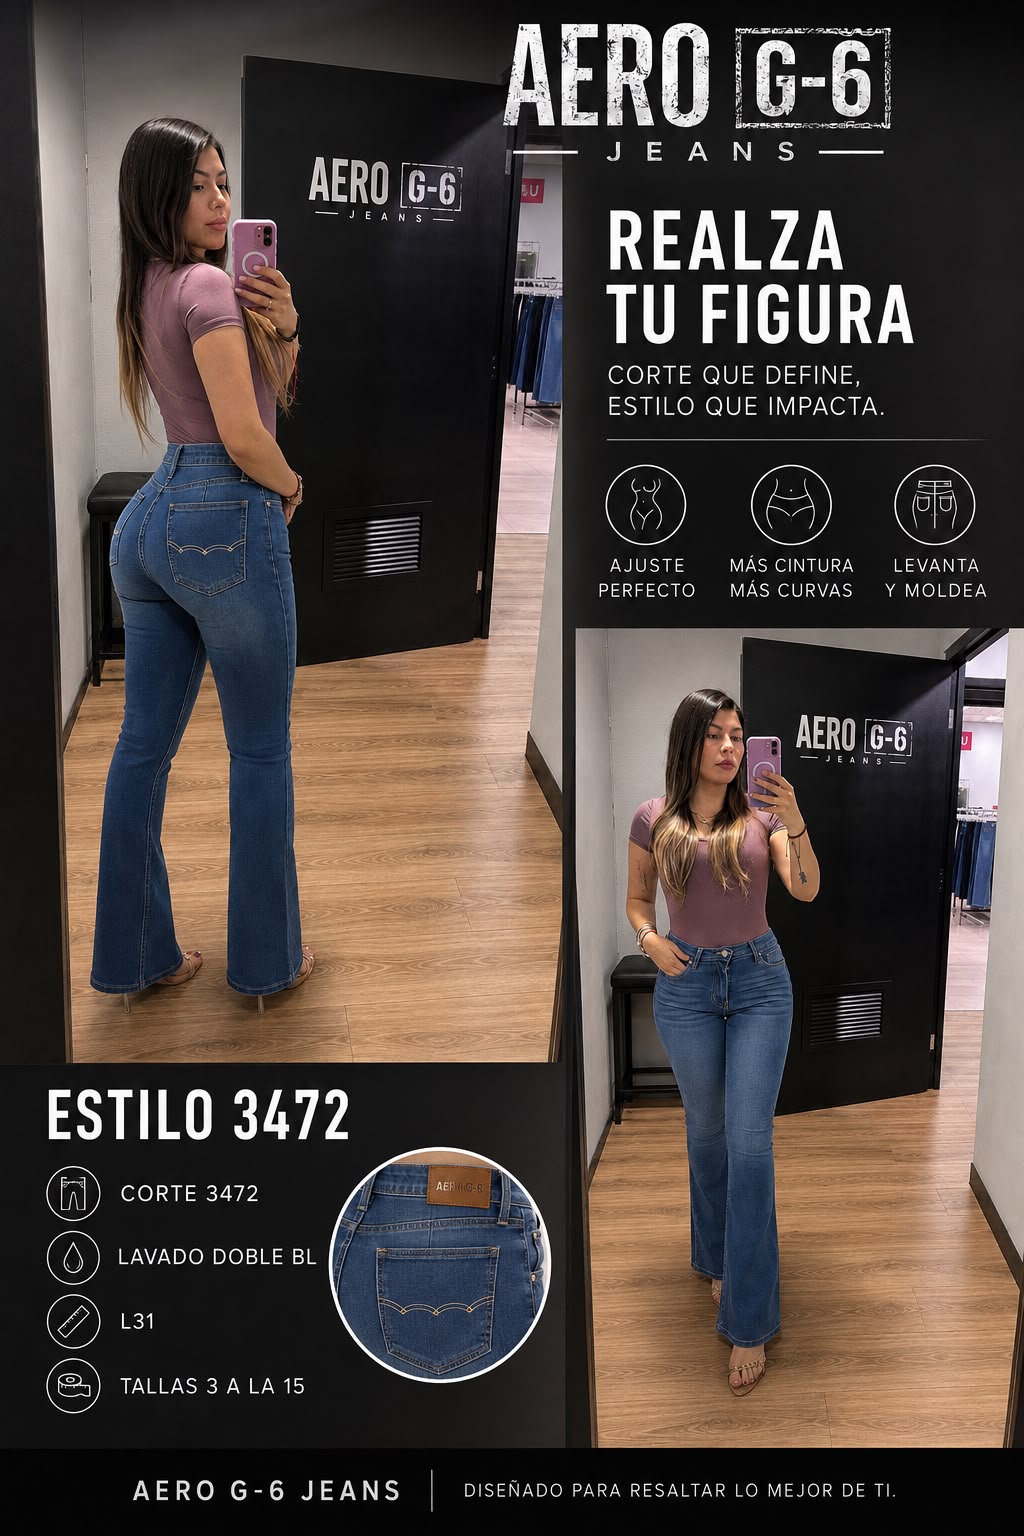 AERO G-6
JEANS
AERO G-6
JEANS
REALZA
TU FIGURA
CORTE QUE DEFINE,
ESTILO QUE IMPACTA.
AJUSTE
PERFECTO
MÁS CINTURA
MÁS CURVAS
LEVANTA
Y MOLDEA
AERO G-6
JEANS
ESTILO 3472
CORTE 3472
LAVADO DOBLE BL
L31
TALLAS 3 A LA 15
AERO G-6 JEANS
DISEÑADO PARA RESALTAR LO MEJOR DE TI.